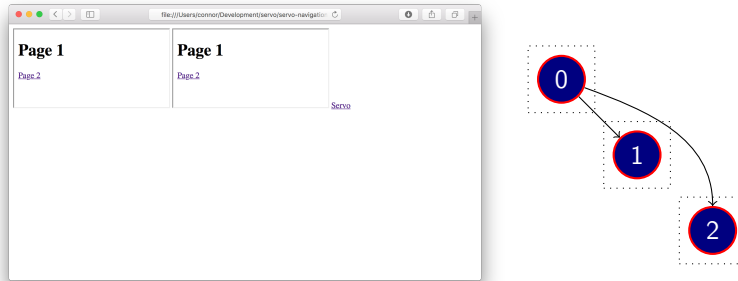 file:///Users/connor/Development/servo/servo-navigation
Page 1
Page 2
Page 1
Page 2
Servo
0
1
2